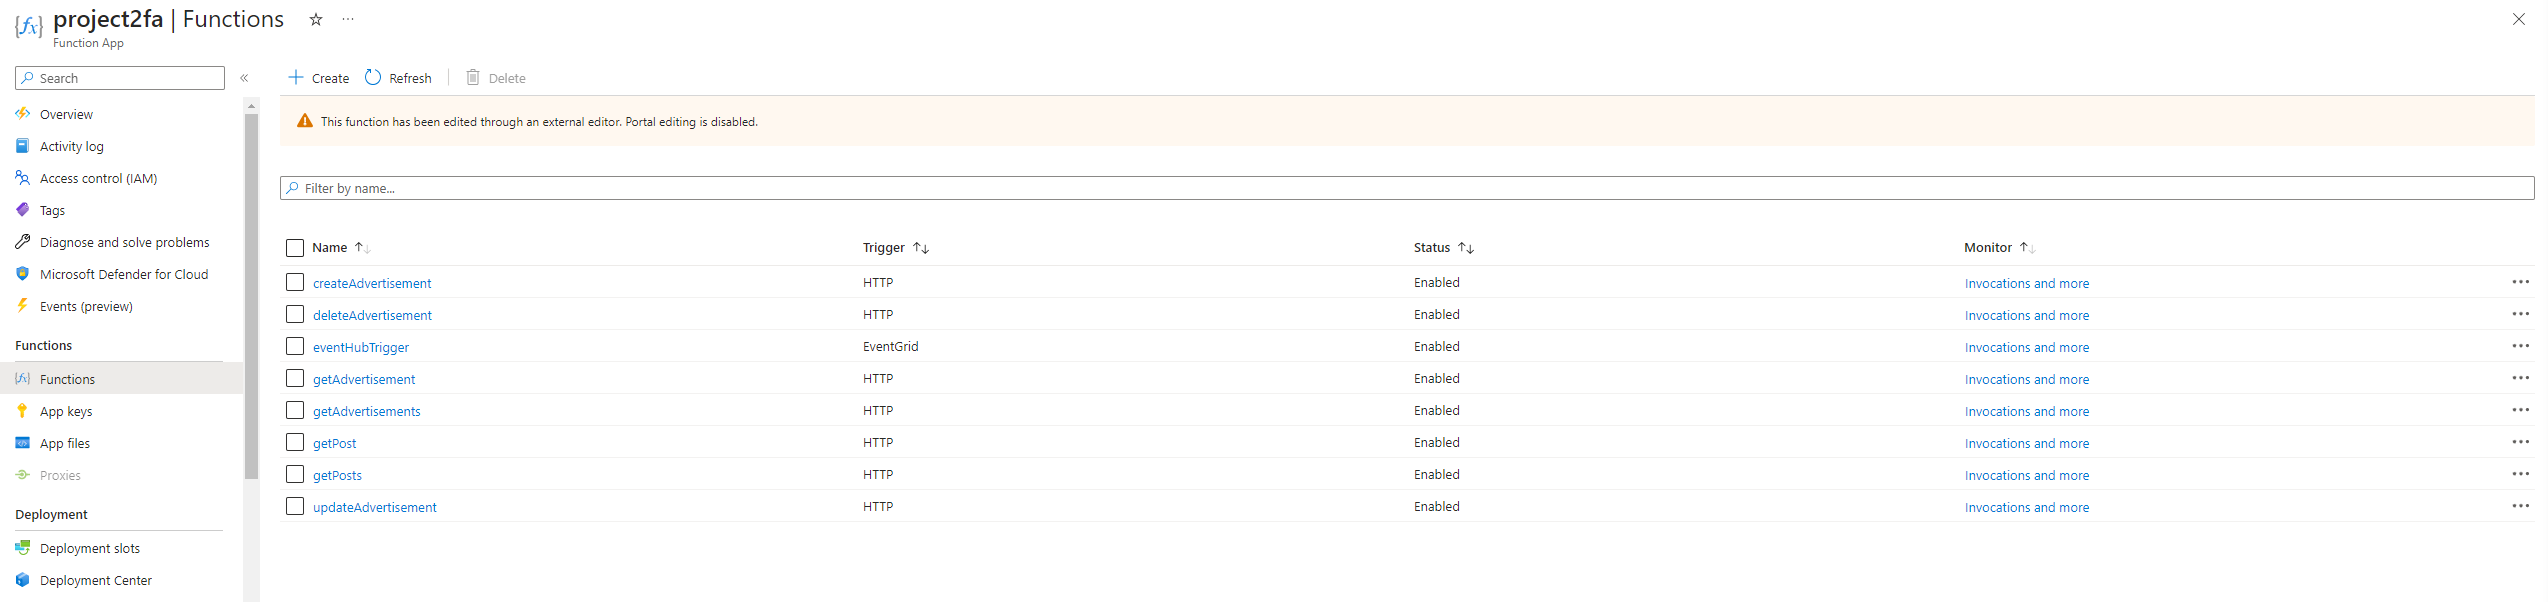 project2fa | Functions
Function App
Search
Create Refresh Delete
Overview
Activity log
Access control (IAM)
Tags
Diagnose and solve problems
Microsoft Defender for Cloud
Events (preview)
Functions
Functions
App keys
App files
Proxies
Deployment
Deployment slots
Deployment Center
This function has been edited through an external editor. Portal editing is disabled.
Filter by name...
Name Trigger Status Monitor
createAdvertisement HTTP Enabled Invocations and more
deleteAdvertisement HTTP Enabled Invocations and more
eventHubTrigger EventGrid Enabled Invocations and more
getAdvertisement HTTP Enabled Invocations and more
getAdvertisements HTTP Enabled Invocations and more
getPost HTTP Enabled Invocations and more
getPosts HTTP Enabled Invocations and more
updateAdvertisement HTTP Enabled Invocations and more